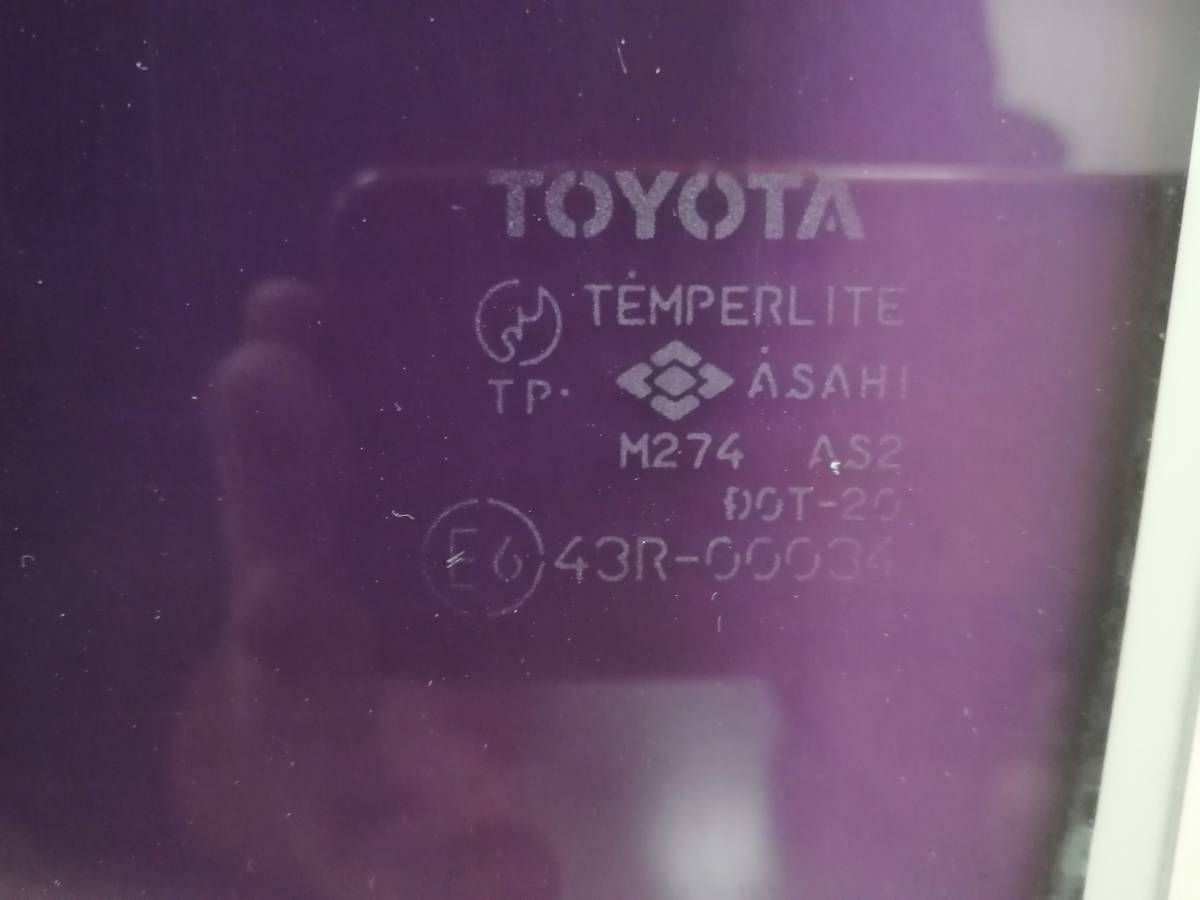 TOYOTA
TEMPERLITE
TP. ASAHI
M274 AS2
DOT-20
E6 43R-00034